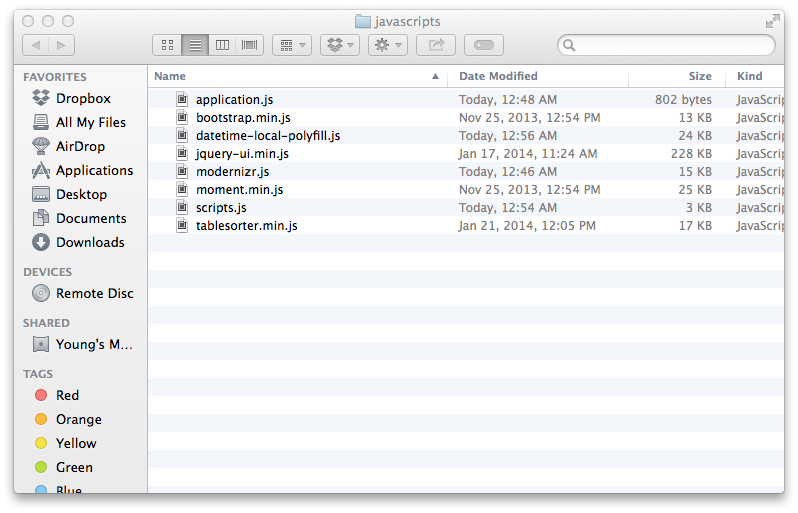 javascripts
FAVORITES
Dropbox
All My Files
AirDrop
Applications
Desktop
Documents
Downloads
DEVICES
Remote Disc
SHARED
Young's M...
TAGS
Red
Orange
Yellow
Green
Blue
Name Date Modified Size Kind
application.js Today, 12:48 AM 802 bytes JavaScrip
bootstrap.min.js Nov 25, 2013, 12:54 PM 13 KB JavaScrip
datetime-local-polyfill.js Today, 12:56 AM 24 KB JavaScrip
jquery-ui.min.js Jan 17, 2014, 11:24 AM 228 KB JavaScrip
modernizr.js Today, 12:46 AM 15 KB JavaScrip
moment.min.js Nov 25, 2013, 12:54 PM 25 KB JavaScrip
scripts.js Today, 12:54 AM 3 KB JavaScrip
tablesorter.min.js Jan 21, 2014, 12:05 PM 17 KB JavaScrip